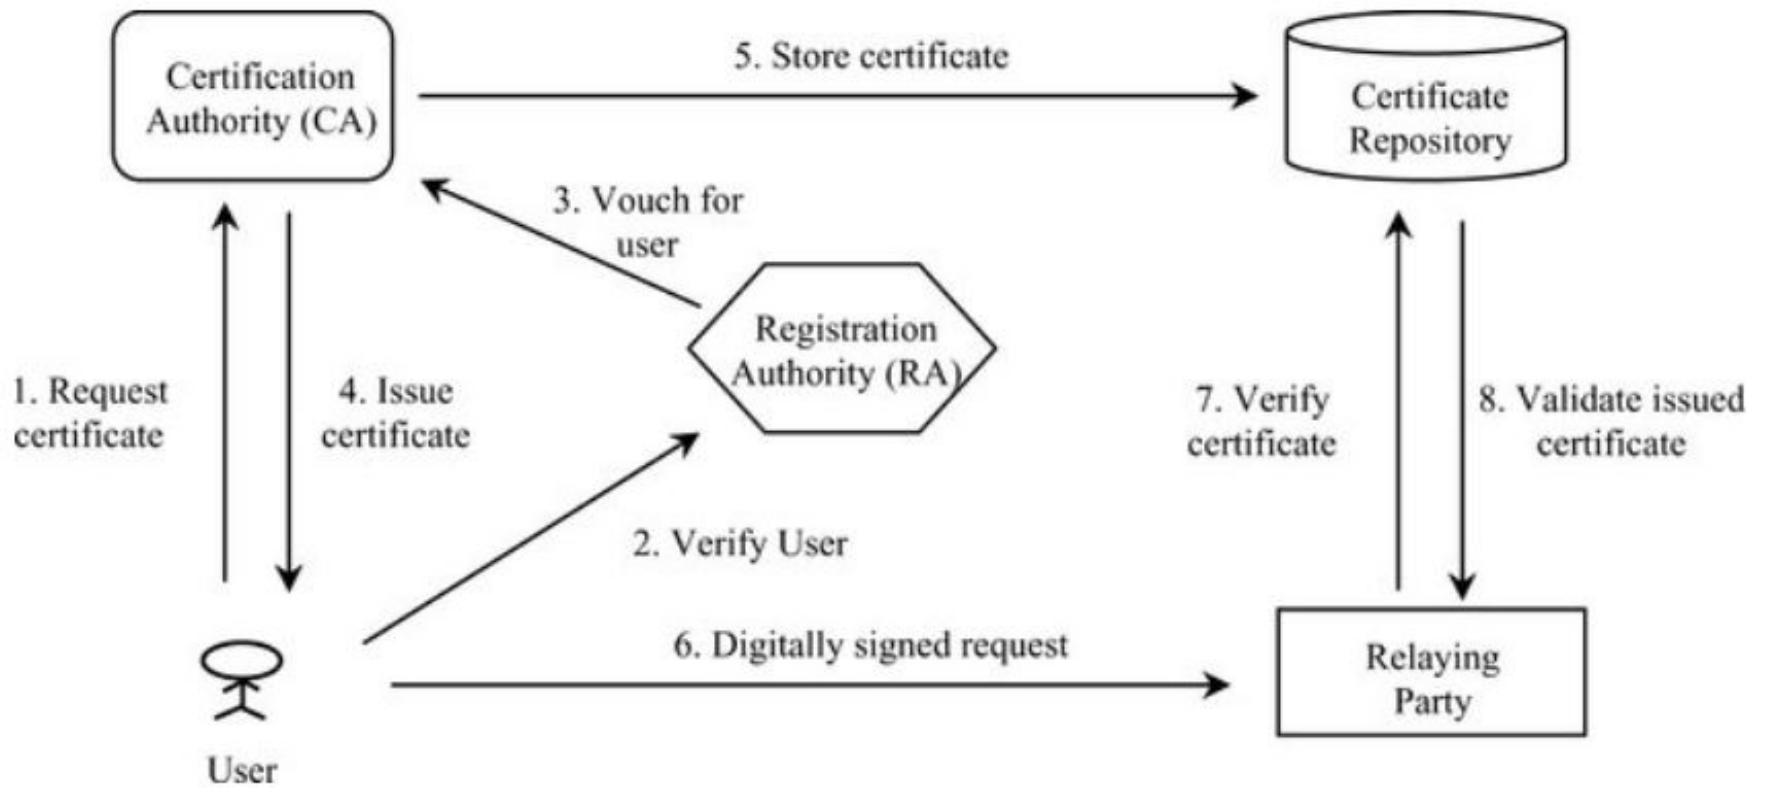 Certification
Authority (CA)
5. Store certificate
Certificate
Repository
3. Vouch for
user
Registration
Authority (RA)
1. Request
certificate
4. Issue
certificate
7. Verify
certificate
8. Validate issued
certificate
2. Verify User
6. Digitally signed request
Relaying
Party
User